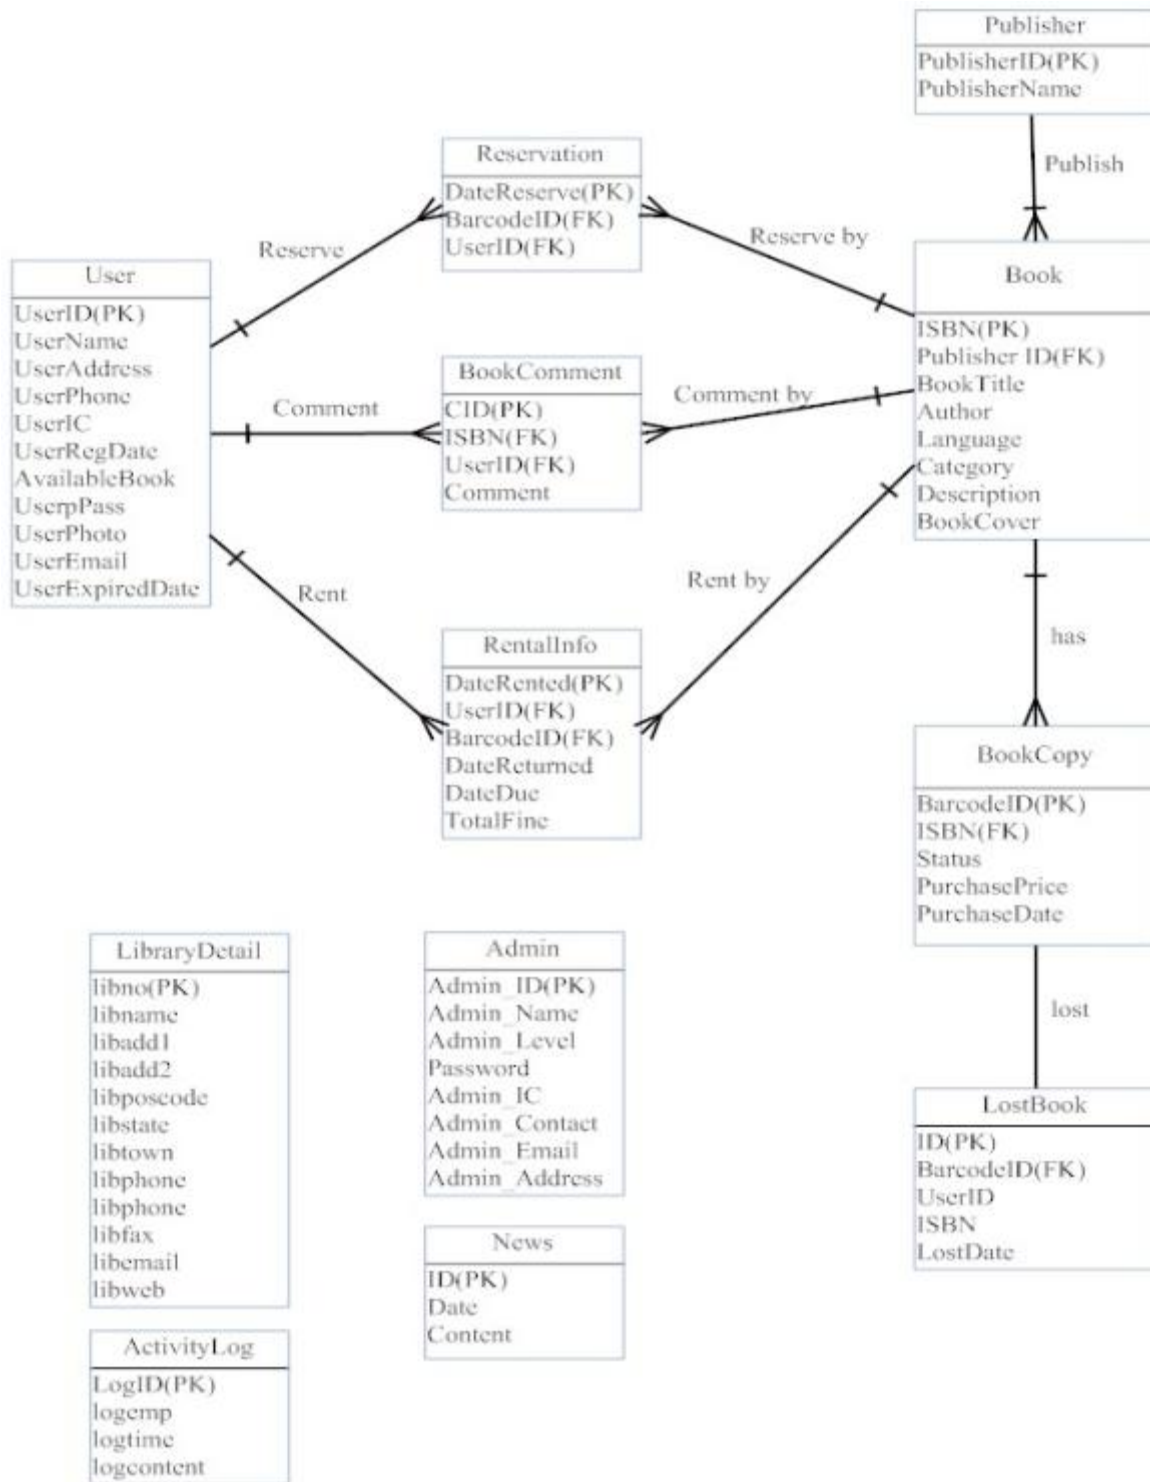 Publisher
PublisherID(PK)
PublisherName
Publish
Reservation
DateReserve(PK)
BarcodeID(FK)
UserID(FK)
Reserve
Reserve by
User
UserID(PK)
UserName
UserAddress
UserPhone
UserIC
UserRegDate
AvailableBook
UserpPass
UserPhoto
UserEmail
UserExpiredDate
Book
ISBN(PK)
Publisher ID(FK)
BookTitle
Author
Language
Category
Description
BookCover
BookComment
CID(PK)
ISBN(FK)
UserID(FK)
Comment
Comment
Comment by
Rent
Rent by
RentalInfo
DateRented(PK)
UserID(FK)
BarcodeID(FK)
DateReturned
DateDue
TotalFine
has
BookCopy
BarcodeID(PK)
ISBN(FK)
Status
PurchasePrice
PurchaseDate
lost
LostBook
ID(PK)
BarcodeID(FK)
UserID
ISBN
LostDate
LibraryDetail
libno(PK)
libname
libadd1
libadd2
libposcode
libstate
libtown
libphone
libphone
libfax
libemail
libweb
Admin
Admin_ID(PK)
Admin_Name
Admin_Level
Password
Admin_IC
Admin_Contact
Admin_Email
Admin_Address
News
ID(PK)
Date
Content
ActivityLog
LogID(PK)
logemp
logtime
logcontent